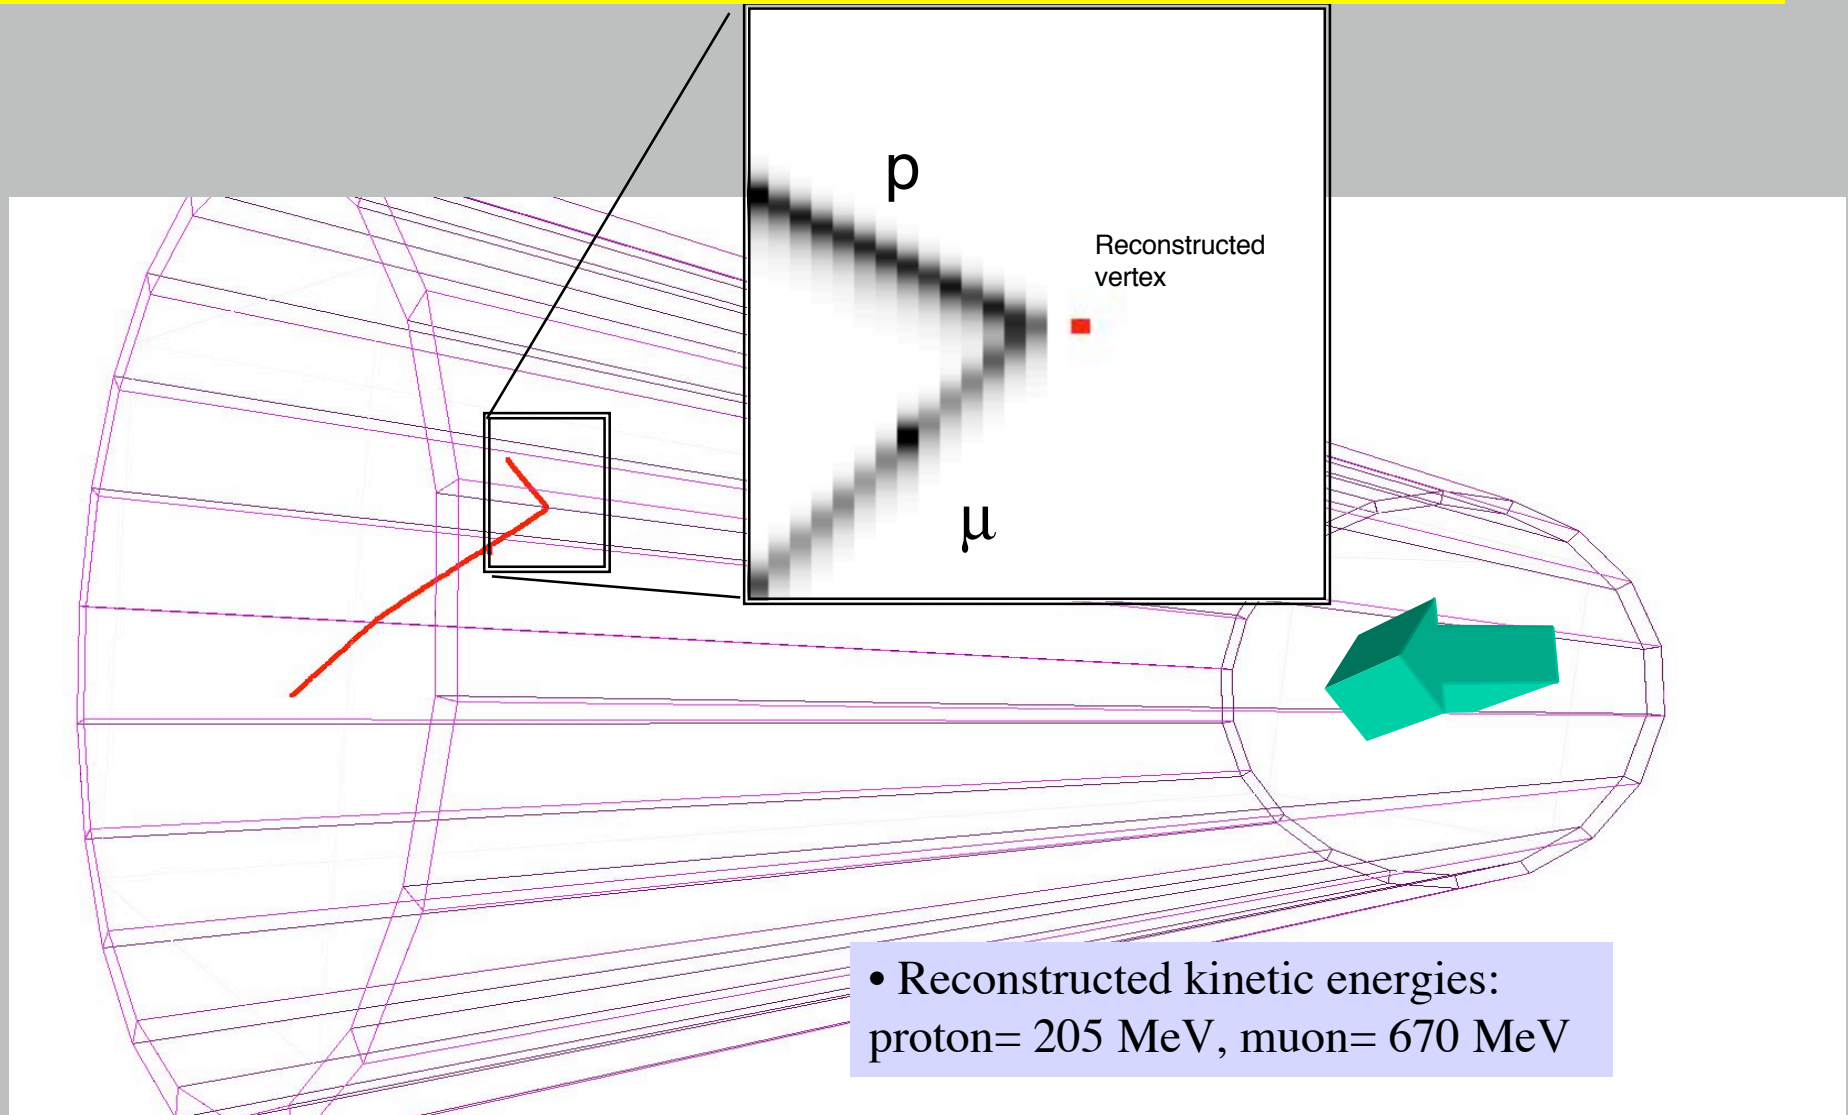 p
Reconstructed
vertex
μ
• Reconstructed kinetic energies:
proton= 205 MeV, muon= 670 MeV